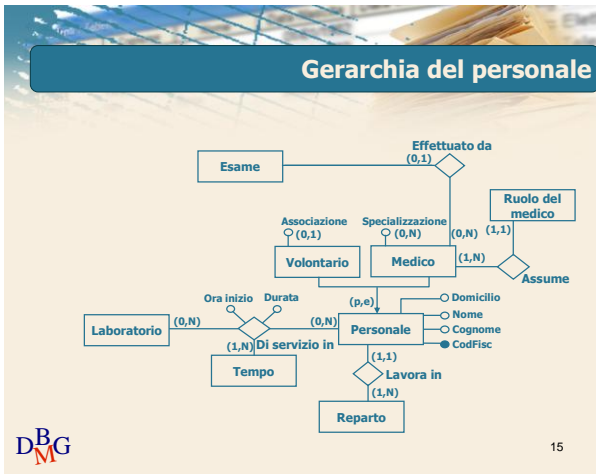 Gerarchia del personale
Effettuato da
(0,1)
Esame
Ruolo del
medico
Associazione
(0,1)
Specializzazione
(0,N)
(0,N)
(1,1)
Volontario
Medico
(1,N)
Assume
Ora inizio
Durata
(p,e)
Domicilio
Nome
Cognome
CodFisc
Laboratorio
(0,N)
(0,N)
Personale
(1,N)
Di servizio in
Tempo
(1,1)
Lavora in
(1,N)
Reparto
DBMG
15